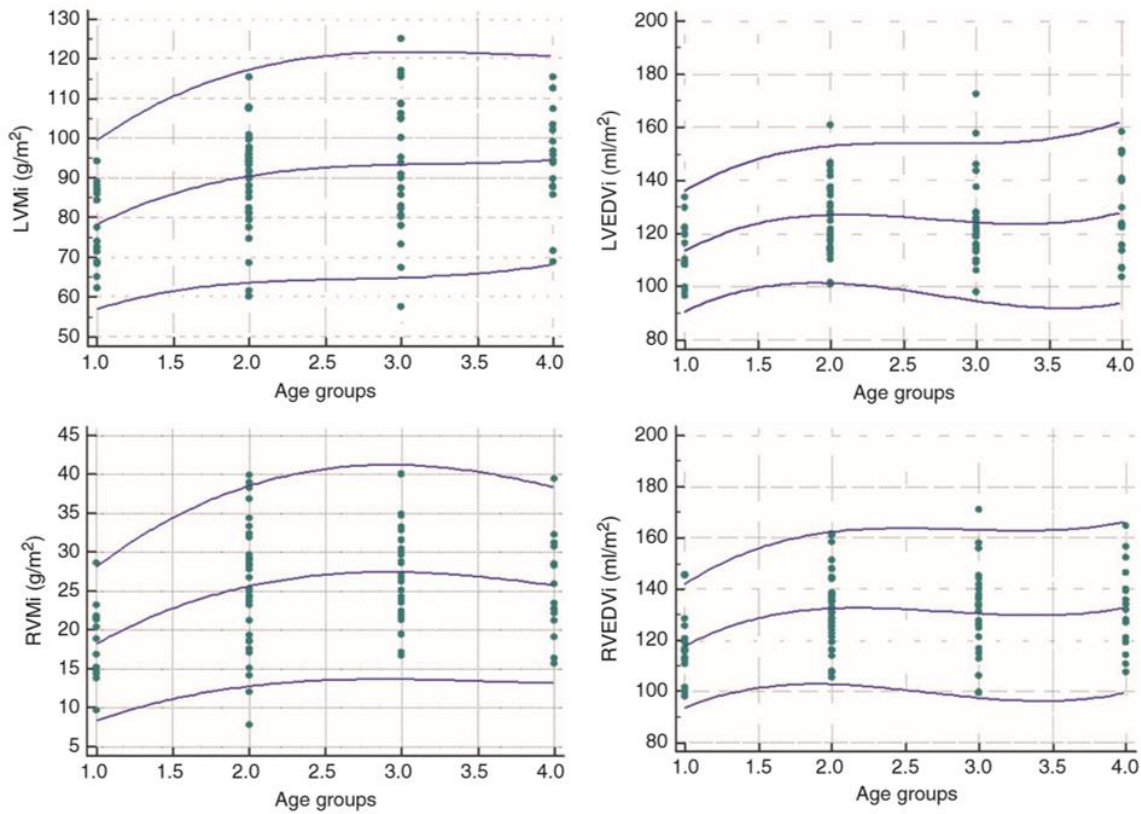 130
120
110
100
90
80
70
60
50
LVMi (g/m²)
1.0 1.5 2.0 2.5 3.0 3.5 4.0
Age groups
200
180
160
140
120
100
80
LVEDVi (ml/m²)
1.0 1.5 2.0 2.5 3.0 3.5 4.0
Age groups
45
40
35
30
25
20
15
10
5
RVMi (g/m²)
1.0 1.5 2.0 2.5 3.0 3.5 4.0
Age groups
200
180
160
140
120
100
80
RVEDVi (ml/m²)
1.0 1.5 2.0 2.5 3.0 3.5 4.0
Age groups